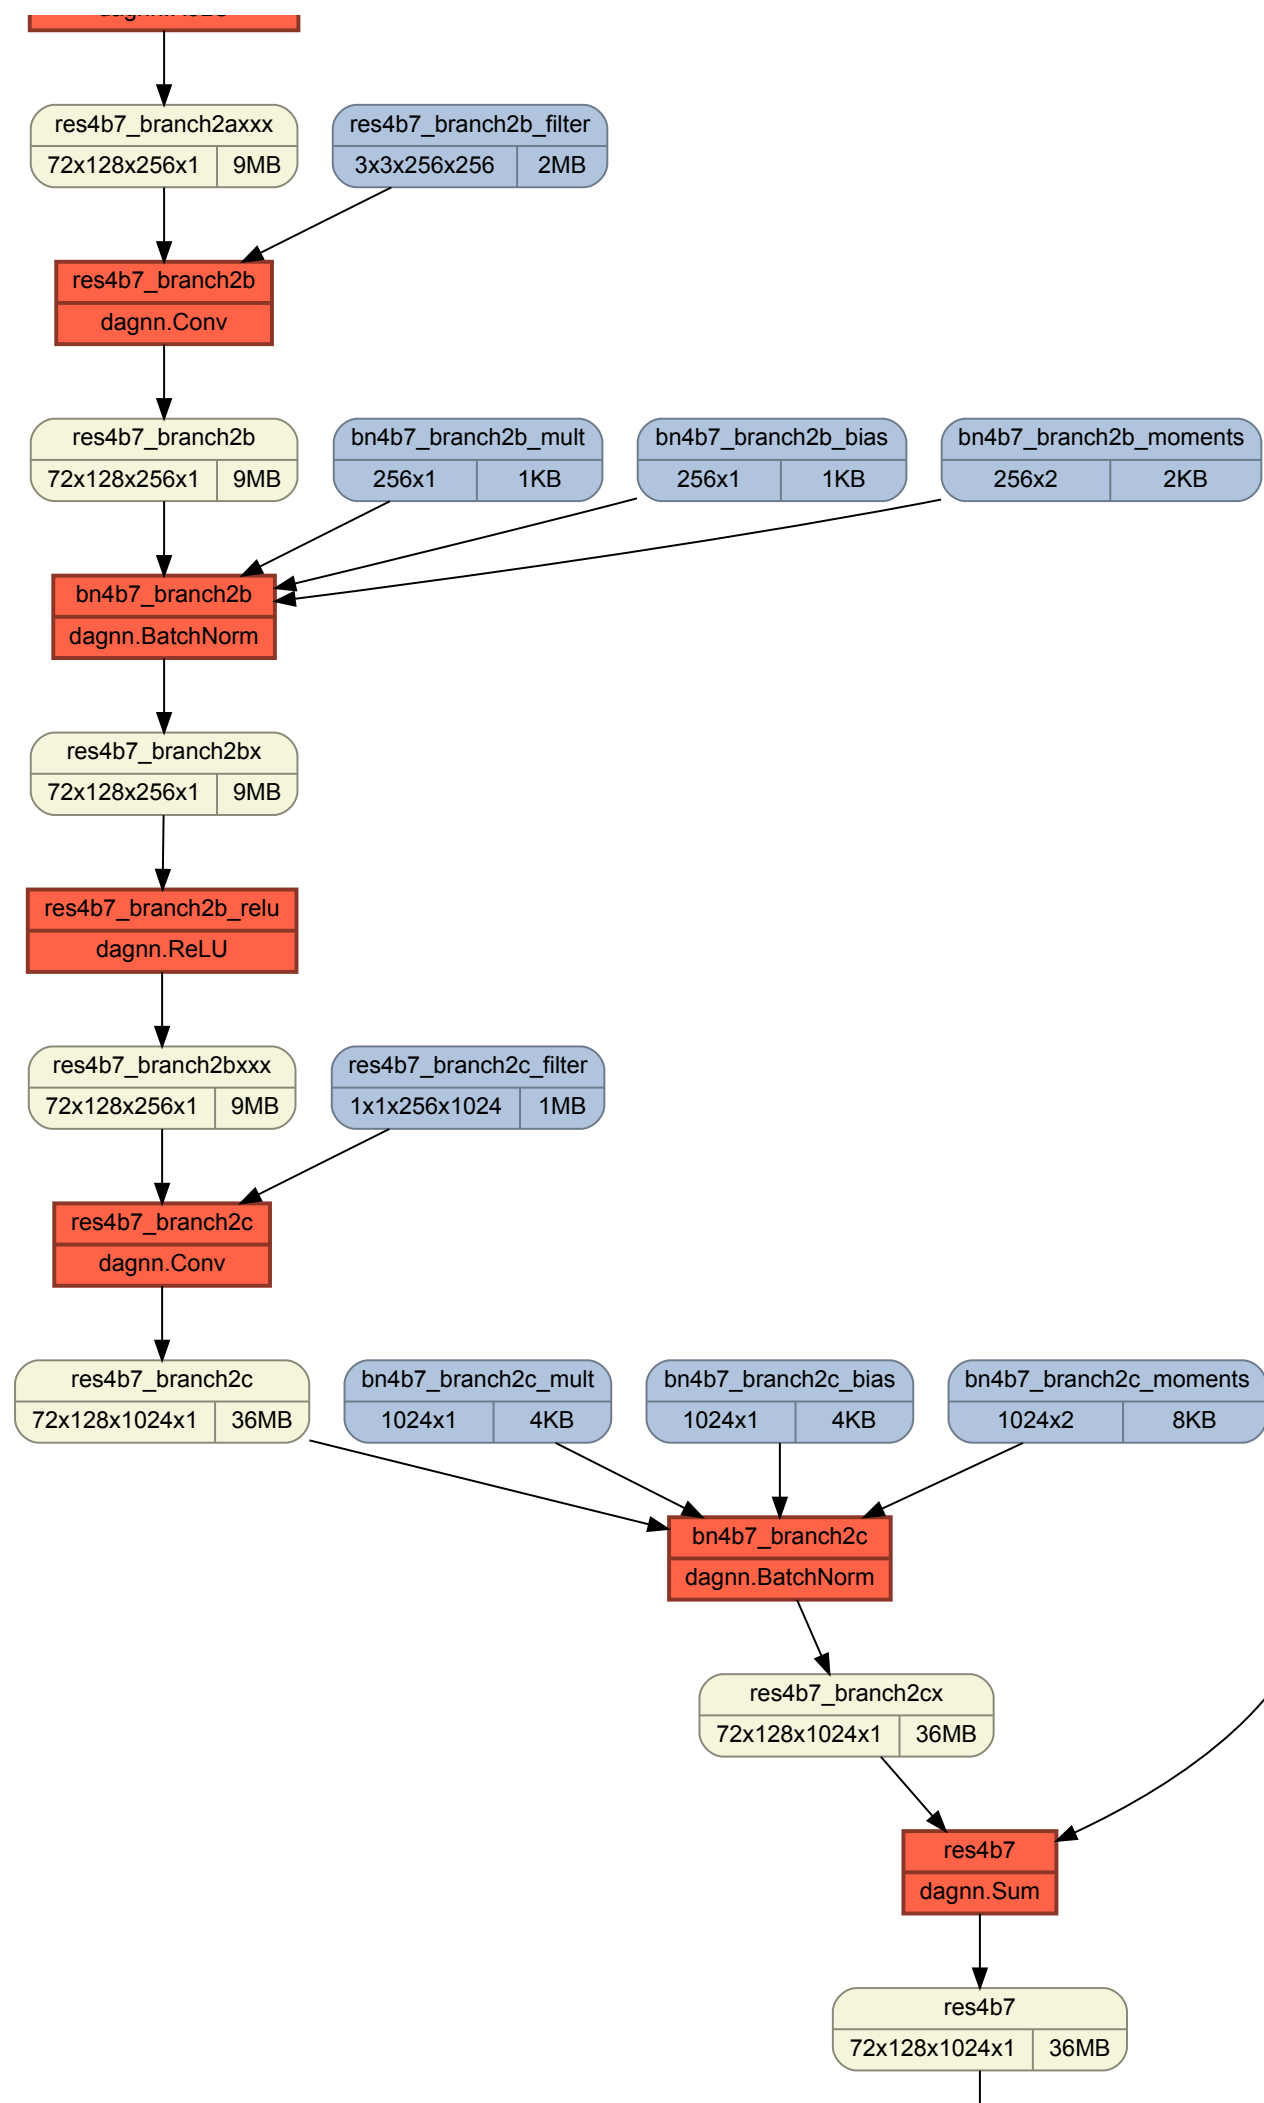 res4b7_branch2axxx
72x128x256x1 9MB
res4b7_branch2b_filter
3x3x256x256 2MB
res4b7_branch2b
dagnn.Conv
res4b7_branch2b
72x128x256x1 9MB
bn4b7_branch2b_mult
256x1 1KB
bn4b7_branch2b_bias
256x1 1KB
bn4b7_branch2b_moments
256x2 2KB
bn4b7_branch2b
dagnn.BatchNorm
res4b7_branch2bx
72x128x256x1 9MB
res4b7_branch2b_relu
dagnn.ReLU
res4b7_branch2bxxx
72x128x256x1 9MB
res4b7_branch2c_filter
1x1x256x1024 1MB
res4b7_branch2c
dagnn.Conv
res4b7_branch2c
72x128x1024x1 36MB
bn4b7_branch2c_mult
1024x1 4KB
bn4b7_branch2c_bias
1024x1 4KB
bn4b7_branch2c_moments
1024x2 8KB
bn4b7_branch2c
dagnn.BatchNorm
res4b7_branch2cx
72x128x1024x1 36MB
res4b7
dagnn.Sum
res4b7
72x128x1024x1 36MB